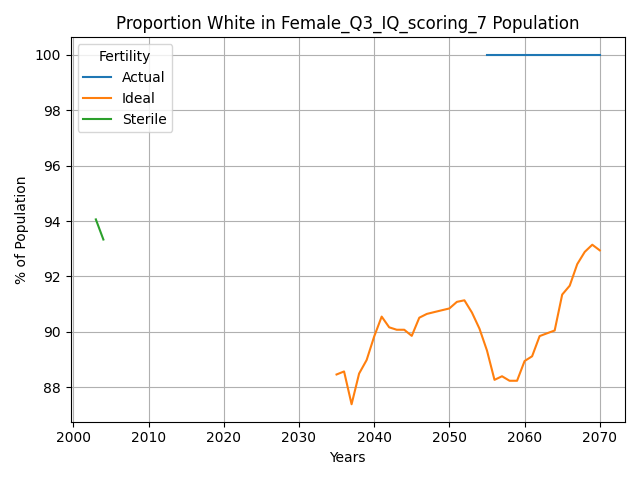 Proportion White in Female_Q3_IQ_scoring_7 Population
Fertility
Actual
Ideal
Sterile
% of Population
100
98
96
94
92
90
88
2000 2010 2020 2030 2040 2050 2060 2070
Years